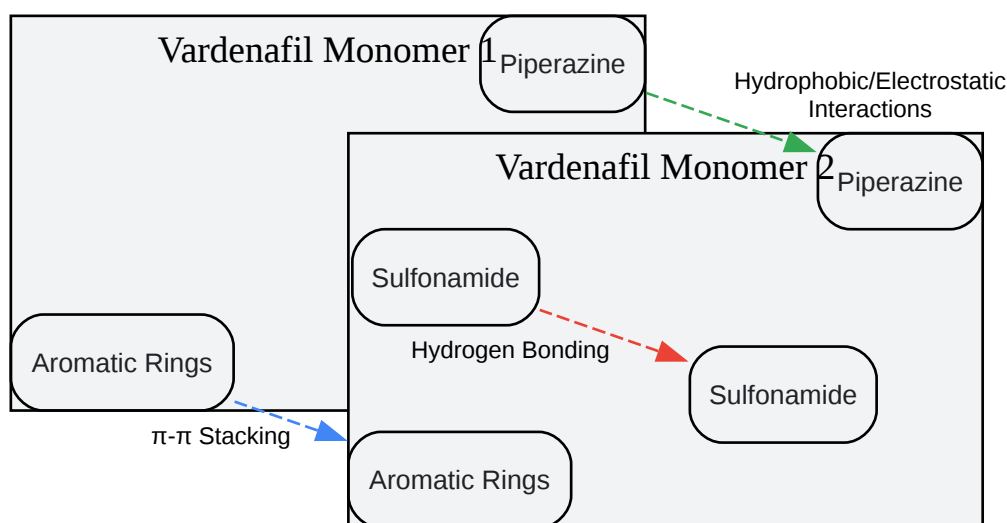 Vardenafil Monomer 1
Piperazine
Hydrophobic/Electrostatic
Interactions
Vardenafil Monomer 2
Piperazine
Sulfonamide
Hydrogen Bonding
Aromatic Rings
Sulfonamide
π-π Stacking
Aromatic Rings